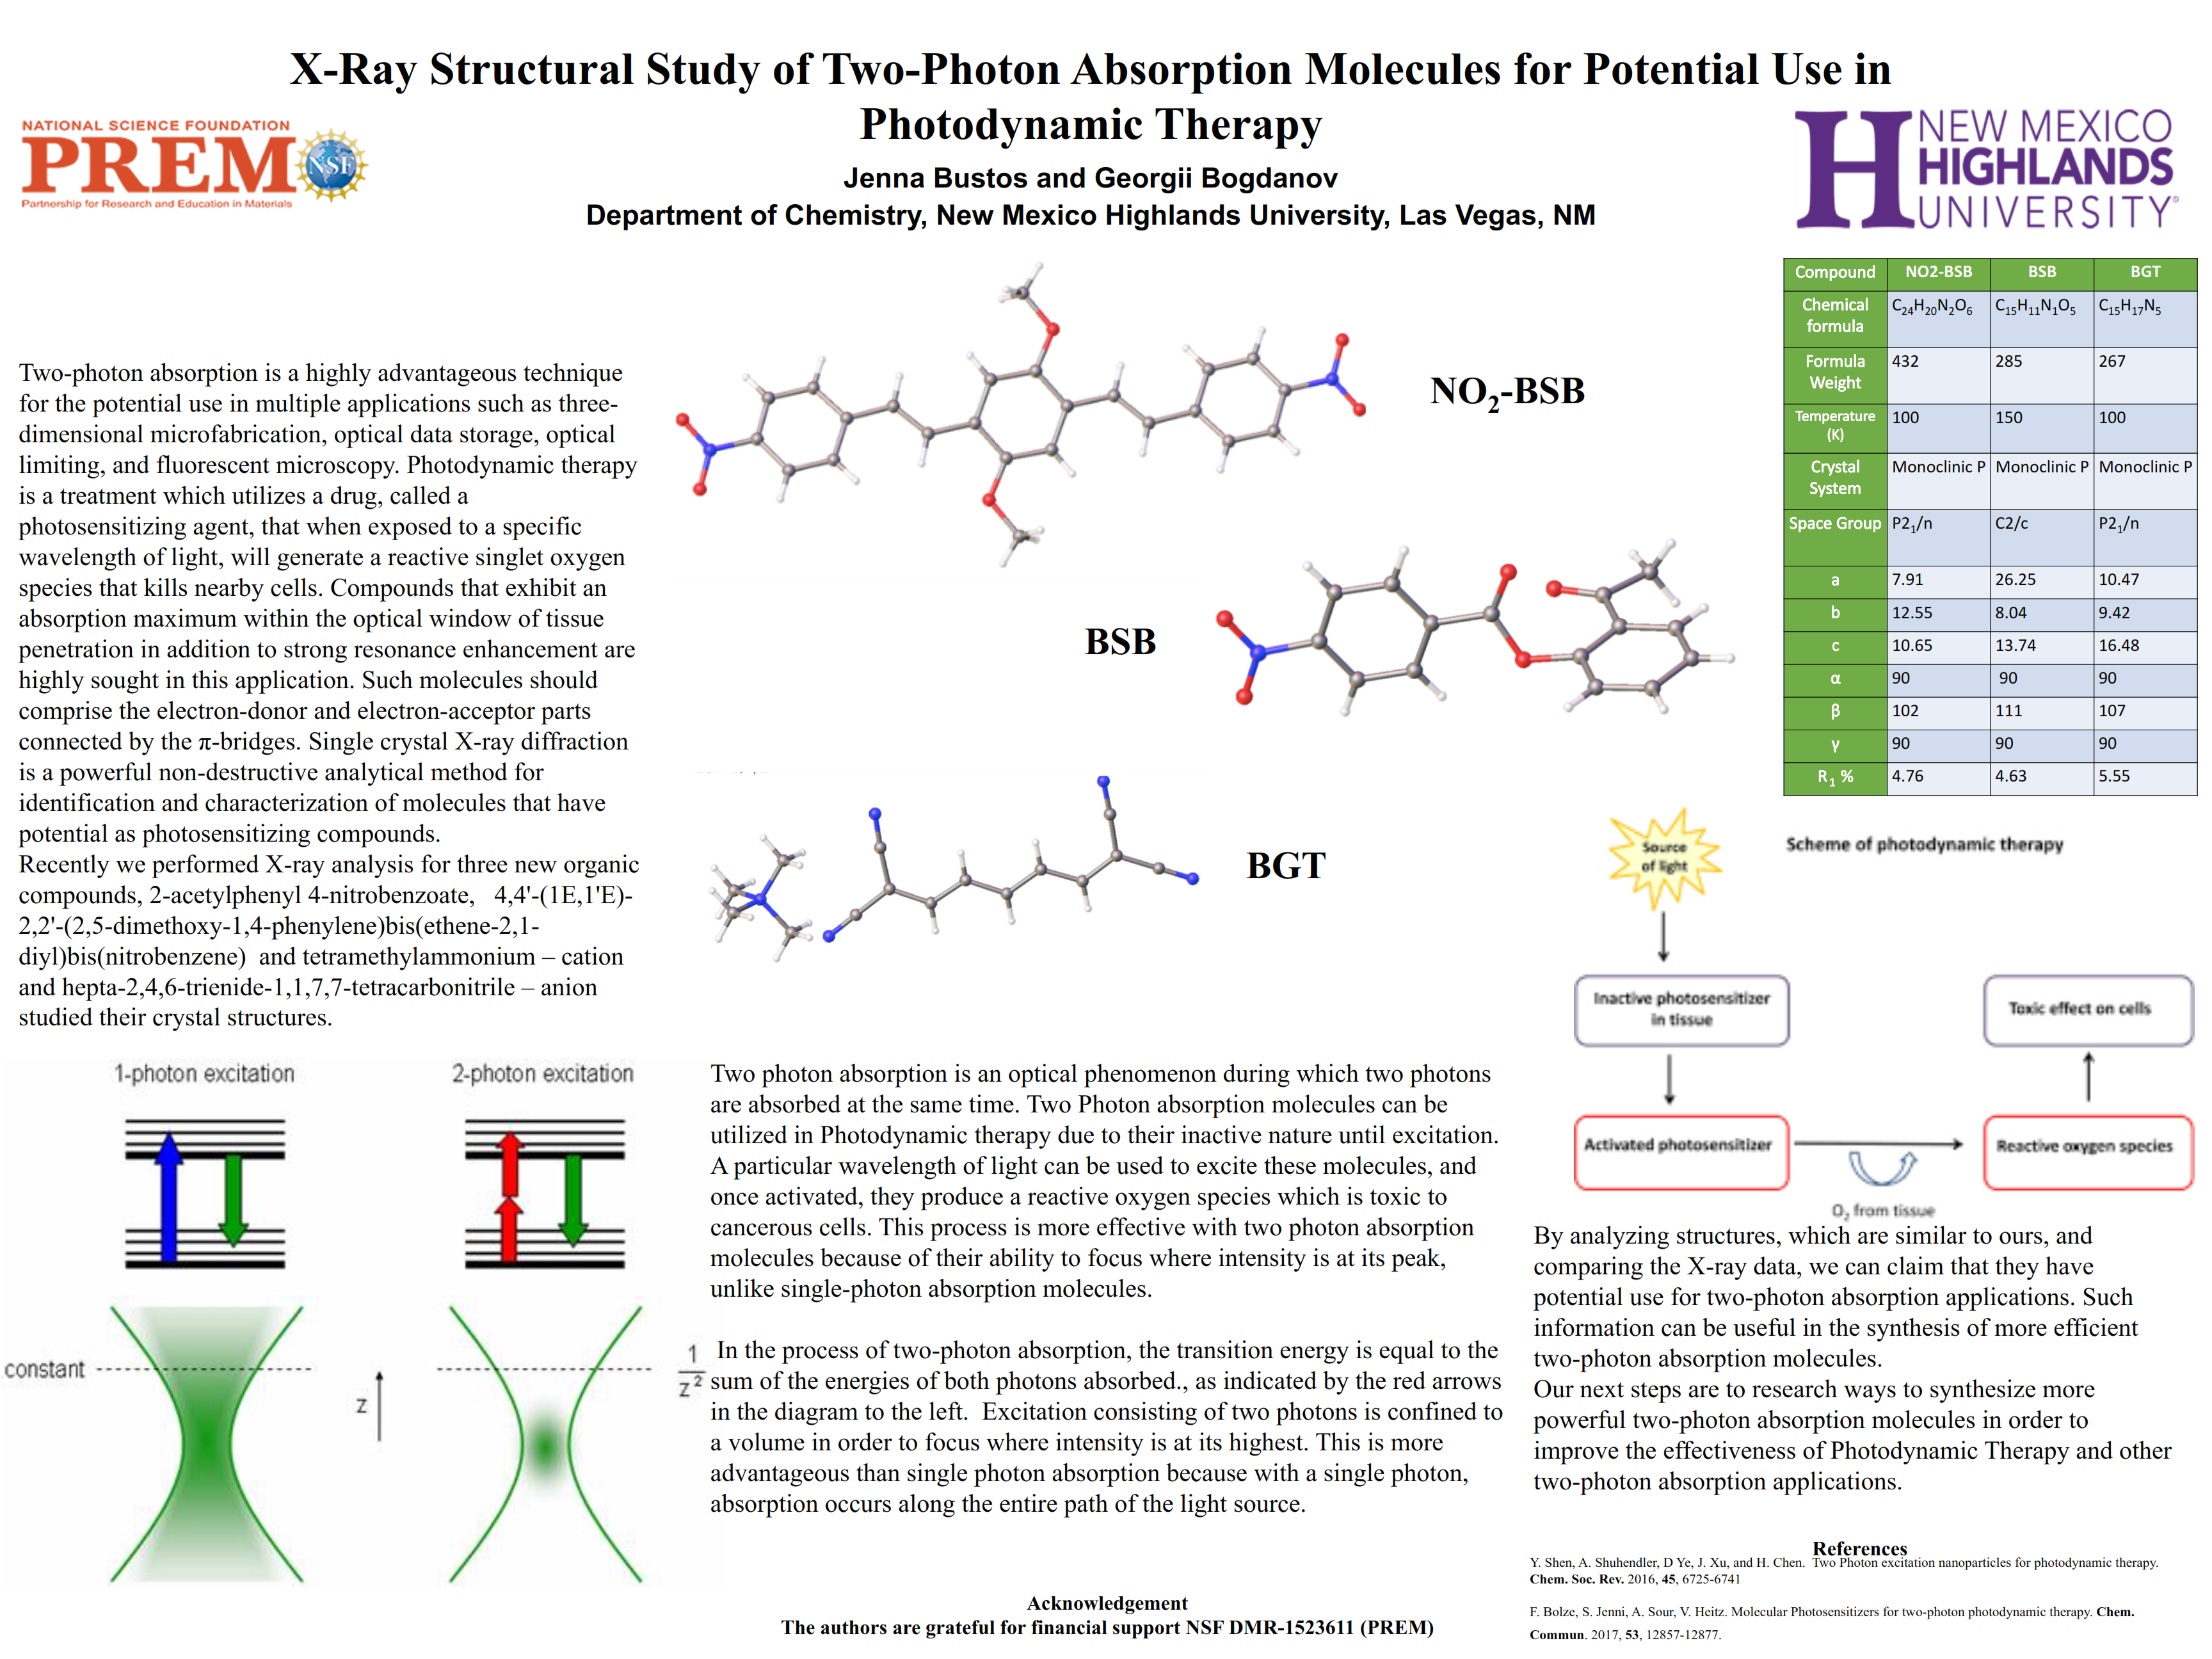 X-Ray Structural Study of Two-Photon Absorption Molecules for Potential Use in
Photodynamic Therapy
NATIONAL SCIENCE FOUNDATION
PREM
NSF
Partnership for Research and Education in Materials
Jenna Bustos and Georgii Bogdanov
Department of Chemistry, New Mexico Highlands University, Las Vegas, NM
H NEW MEXICO
HIGHLANDS
UNIVERSITY
Two-photon absorption is a highly advantageous technique
for the potential use in multiple applications such as three-
dimensional microfabrication, optical data storage, optical
limiting, and fluorescent microscopy. Photodynamic therapy
is a treatment which utilizes a drug, called a
photosensitizing agent, that when exposed to a specific
wavelength of light, will generate a reactive singlet oxygen
species that kills nearby cells. Compounds that exhibit an
absorption maximum within the optical window of tissue
penetration in addition to strong resonance enhancement are
highly sought in this application. Such molecules should
comprise the electron-donor and electron-acceptor parts
connected by the π-bridges. Single crystal X-ray diffraction
is a powerful non-destructive analytical method for
identification and characterization of molecules that have
potential as photosensitizing compounds.
Recently we performed X-ray analysis for three new organic
compounds, 2-acetylphenyl 4-nitrobenzoate, 4,4'-(1E,1'E)-
2,2'-(2,5-dimethoxy-1,4-phenylene)bis(ethene-2,1-
diyl)bis(nitrobenzene) and tetramethylammonium – cation
and hepta-2,4,6-trienide-1,1,7,7-tetracarbonitrile – anion
studied their crystal structures.
NO₂-BSB
BSB
BGT
Compound NO2-BSB BSB BGT
Chemical formula C₂₄H₂₀N₂O₆ C₁₅H₁₁N₁O₅ C₁₅H₁₇N₅
Formula Weight 432 285 267
Temperature (K) 100 150 100
Crystal System Monoclinic P Monoclinic P Monoclinic P
Space Group P2₁/n C2/c P2₁/n
a 7.91 26.25 10.47
b 12.55 8.04 9.42
c 10.65 13.74 16.48
α 90 90 90
β 102 111 107
γ 90 90 90
R₁ % 4.76 4.63 5.55
Scheme of photodynamic therapy
Source
of light
Inactive photosensitizer
in tissue
Toxic effect on cells
Activated photosensitizer
Reactive oxygen species
O₂ from tissue
1-photon excitation
2-photon excitation
constant
z
1
z²
Two photon absorption is an optical phenomenon during which two photons
are absorbed at the same time. Two Photon absorption molecules can be
utilized in Photodynamic therapy due to their inactive nature until excitation.
A particular wavelength of light can be used to excite these molecules, and
once activated, they produce a reactive oxygen species which is toxic to
cancerous cells. This process is more effective with two photon absorption
molecules because of their ability to focus where intensity is at its peak,
unlike single-photon absorption molecules.
In the process of two-photon absorption, the transition energy is equal to the
sum of the energies of both photons absorbed., as indicated by the red arrows
in the diagram to the left. Excitation consisting of two photons is confined to
a volume in order to focus where intensity is at its highest. This is more
advantageous than single photon absorption because with a single photon,
absorption occurs along the entire path of the light source.
By analyzing structures, which are similar to ours, and
comparing the X-ray data, we can claim that they have
potential use for two-photon absorption applications. Such
information can be useful in the synthesis of more efficient
two-photon absorption molecules.
Our next steps are to research ways to synthesize more
powerful two-photon absorption molecules in order to
improve the effectiveness of Photodynamic Therapy and other
two-photon absorption applications.
Acknowledgement
The authors are grateful for financial support NSF DMR-1523611 (PREM)
References
Y. Shen, A. Shuhendler, D Ye, J. Xu, and H. Chen. Two Photon excitation nanoparticles for photodynamic therapy.
Chem. Soc. Rev. 2016, 45, 6725-6741
F. Bolze, S. Jenni, A. Sour, V. Heitz. Molecular Photosensitizers for two-photon photodynamic therapy. Chem.
Commun. 2017, 53, 12857-12877.